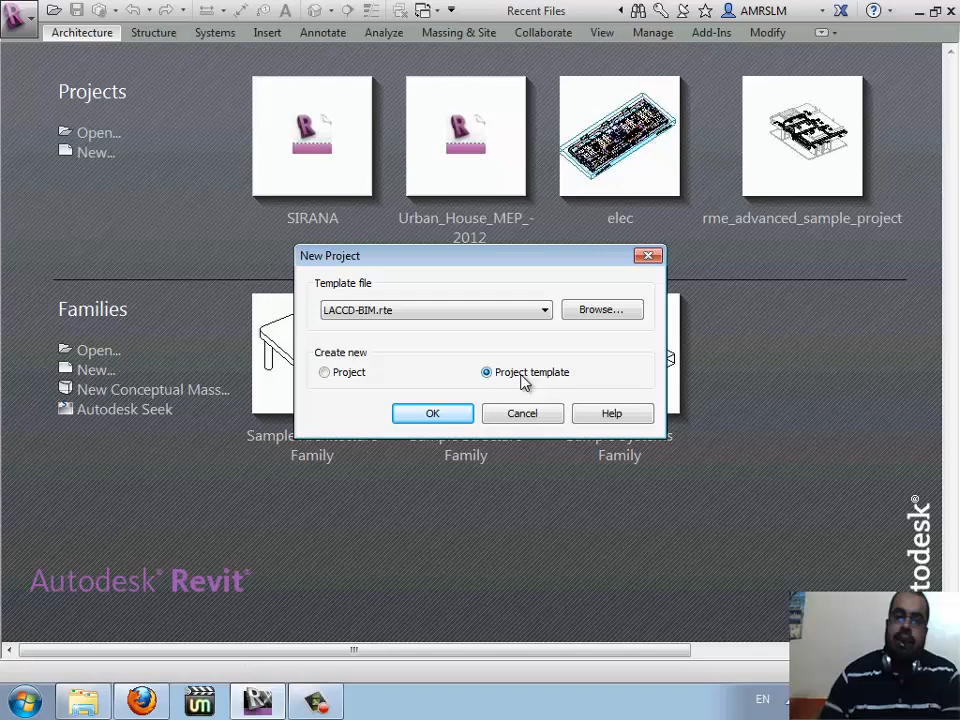 Recent Files
AMRSLM
Architecture Structure Systems Insert Annotate Analyze Massing & Site Collaborate View Manage Add-Ins Modify
Projects
Open...
New...
SIRANA
Urban_House_MEP_-
2012
elec
rme_advanced_sample_project
New Project
Template file
LACCD-BIM.rte
Browse...
Create new
Project
Project template
OK
Cancel
Help
Families
Open...
New...
New Conceptual Mass...
Autodesk Seek
Family
Family
Family
Autodesk® Revit®
todesk®
EN